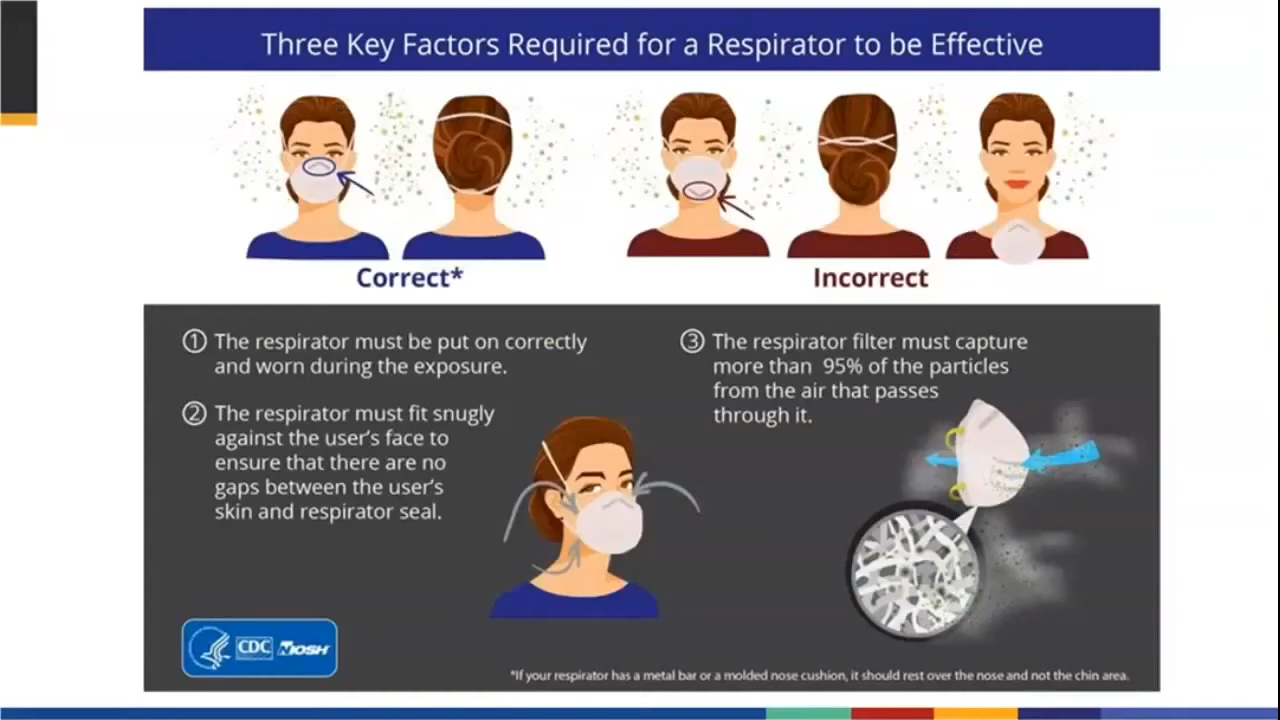 Three Key Factors Required for a Respirator to be Effective
Correct*
Incorrect
① The respirator must be put on correctly
and worn during the exposure.
② The respirator must fit snugly
against the user's face to
ensure that there are no
gaps between the user's
skin and respirator seal.
③ The respirator filter must capture
more than 95% of the particles
from the air that passes
through it.
CDC NIOSH
*If your respirator has a metal bar or a molded nose cushion, it should rest over the nose and not the chin area.